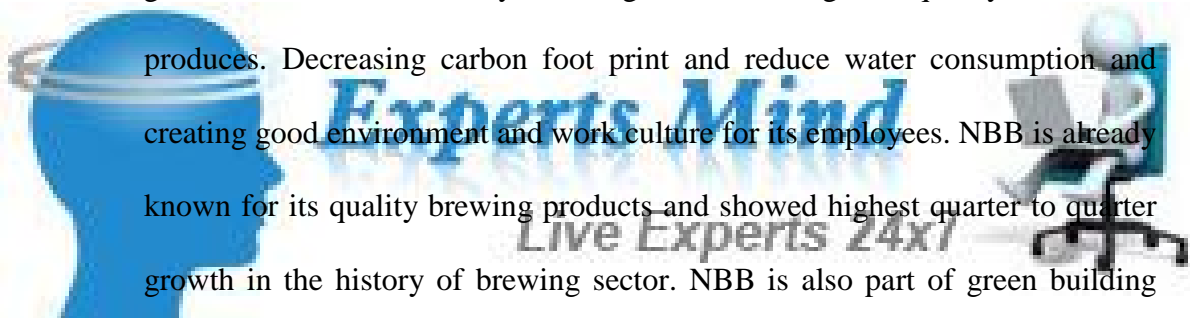 produces. Decreasing carbon foot print and reduce water consumption and
Experts Mind
creating good environment and work culture for its employees. NBB is already
known for its quality brewing products and showed highest quarter to quarter
Live Experts 24x7
growth in the history of brewing sector. NBB is also part of green building